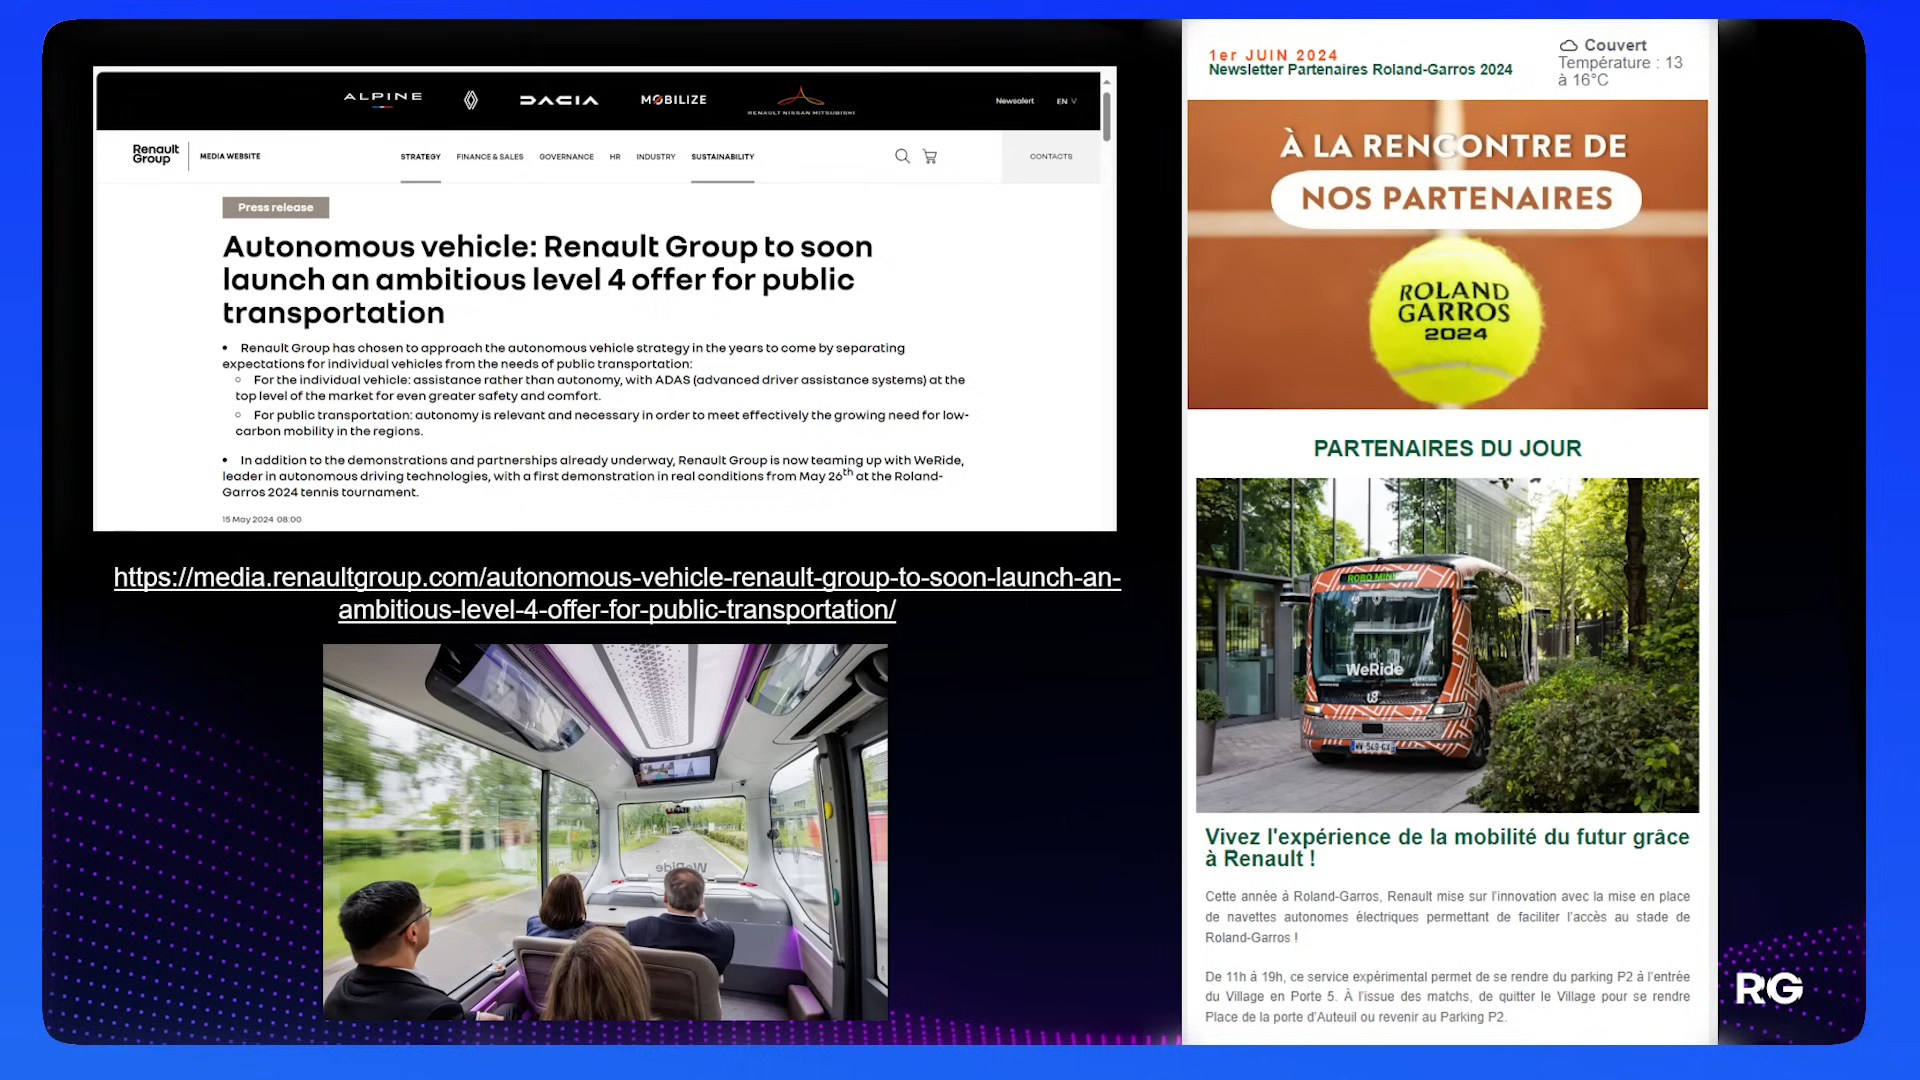 ALPINE
DACIA
MOBILIZE
RENAULT NISSAN MITSUBISHI
Newsalert
EN
Renault
Group
MEDIA WEBSITE
STRATEGY
FINANCE & SALES
GOVERNANCE
HR
INDUSTRY
SUSTAINABILITY
CONTACTS
Press release
Autonomous vehicle: Renault Group to soon
launch an ambitious level 4 offer for public
transportation
• Renault Group has chosen to approach the autonomous vehicle strategy in the years to come by separating
expectations for individual vehicles from the needs of public transportation:
○ For the individual vehicle: assistance rather than autonomy, with ADAS (advanced driver assistance systems) at the
top level of the market for even greater safety and comfort.
○ For public transportation: autonomy is relevant and necessary in order to meet effectively the growing need for low-
carbon mobility in the regions.
• In addition to the demonstrations and partnerships already underway, Renault Group is now teaming up with WeRide,
leader in autonomous driving technologies, with a first demonstration in real conditions from May 26th at the Roland-
Garros 2024 tennis tournament.
15 May 2024 08:00
https://media.renaultgroup.com/autonomous-vehicle-renault-group-to-soon-launch-an-
ambitious-level-4-offer-for-public-transportation/
WeRide
1er JUIN 2024
Newsletter Partenaires Roland-Garros 2024
Couvert
Température : 13
à 16°C
À LA RENCONTRE DE
NOS PARTENAIRES
ROLAND
GARROS
2024
PARTENAIRES DU JOUR
ROBO MINI
WeRide
Vivez l'expérience de la mobilité du futur grâce
à Renault !
Cette année à Roland-Garros, Renault mise sur l'innovation avec la mise en place
de navettes autonomes électriques permettant de faciliter l'accès au stade de
Roland-Garros !
De 11h à 19h, ce service expérimental permet de se rendre du parking P2 à l'entrée
du Village en Porte 5. À l'issue des matchs, de quitter le Village pour se rendre
Place de la porte d'Auteuil ou revenir au Parking P2.
RG